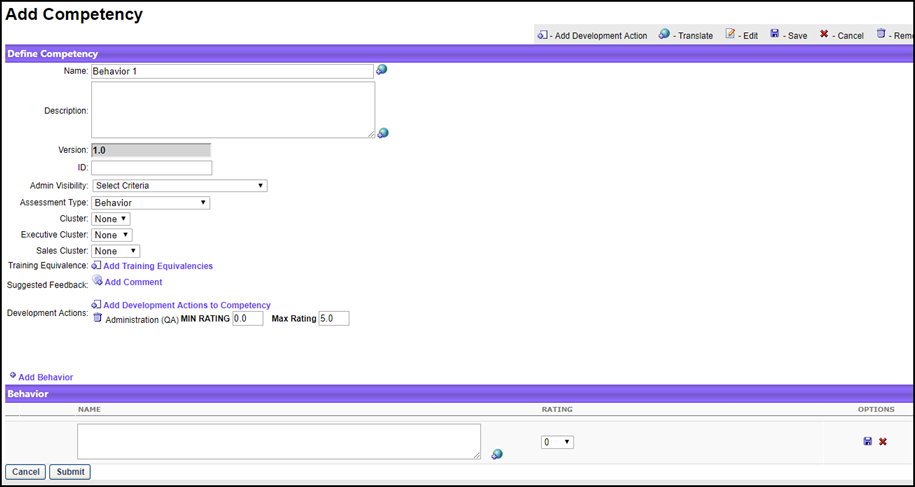 Add Competency
- Add Development Action - Translate - Edit - Save - Cancel - Rem
Define Competency
Name: Behavior 1
Description:
Version: 1.0
ID:
Admin Visibility: Select Criteria
Assessment Type: Behavior
Cluster: None
Executive Cluster: None
Sales Cluster: None
Training Equivalence: Add Training Equivalencies
Suggested Feedback: Add Comment
Development Actions: Add Development Actions to Competency
Administration (QA) MIN RATING 0.0 Max Rating 5.0
Add Behavior
Behavior
NAME RATING OPTIONS
0
Cancel Submit